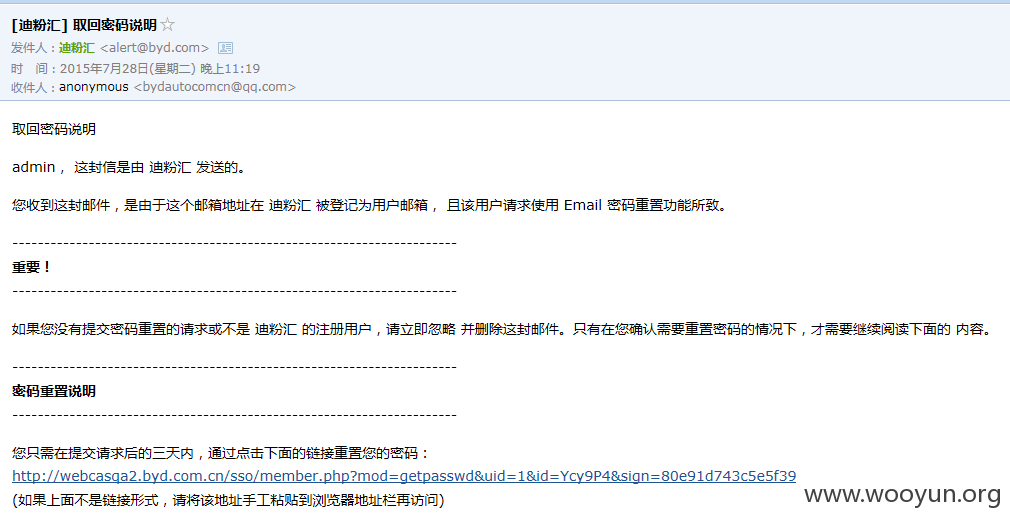 [迪粉汇] 取回密码说明☆
发件人：迪粉汇 <alert@byd.com>
时　间：2015年7月28日(星期二) 晚上11:19
收件人：anonymous <bydautocomcn@qq.com>
取回密码说明
admin， 这封信是由 迪粉汇 发送的。
您收到这封邮件，是由于这个邮箱地址在 迪粉汇 被登记为用户邮箱， 且该用户请求使用 Email 密码重置功能所致。
----------------------------------------------------------------------
重要！
----------------------------------------------------------------------
如果您没有提交密码重置的请求或不是 迪粉汇 的注册用户，请立即忽略 并删除这封邮件。只有在您确认需要重置密码的情况下，才需要继续阅读下面的 内容。
----------------------------------------------------------------------
密码重置说明
----------------------------------------------------------------------
您只需在提交请求后的三天内，通过点击下面的链接重置您的密码：
http://webcasqa2.byd.com.cn/sso/member.php?mod=getpasswd&uid=1&id=Ycy9P4&sign=80e91d743c5e5f39
(如果上面不是链接形式，请将该地址手工粘贴到浏览器地址栏再访问)
www.wooyun.org